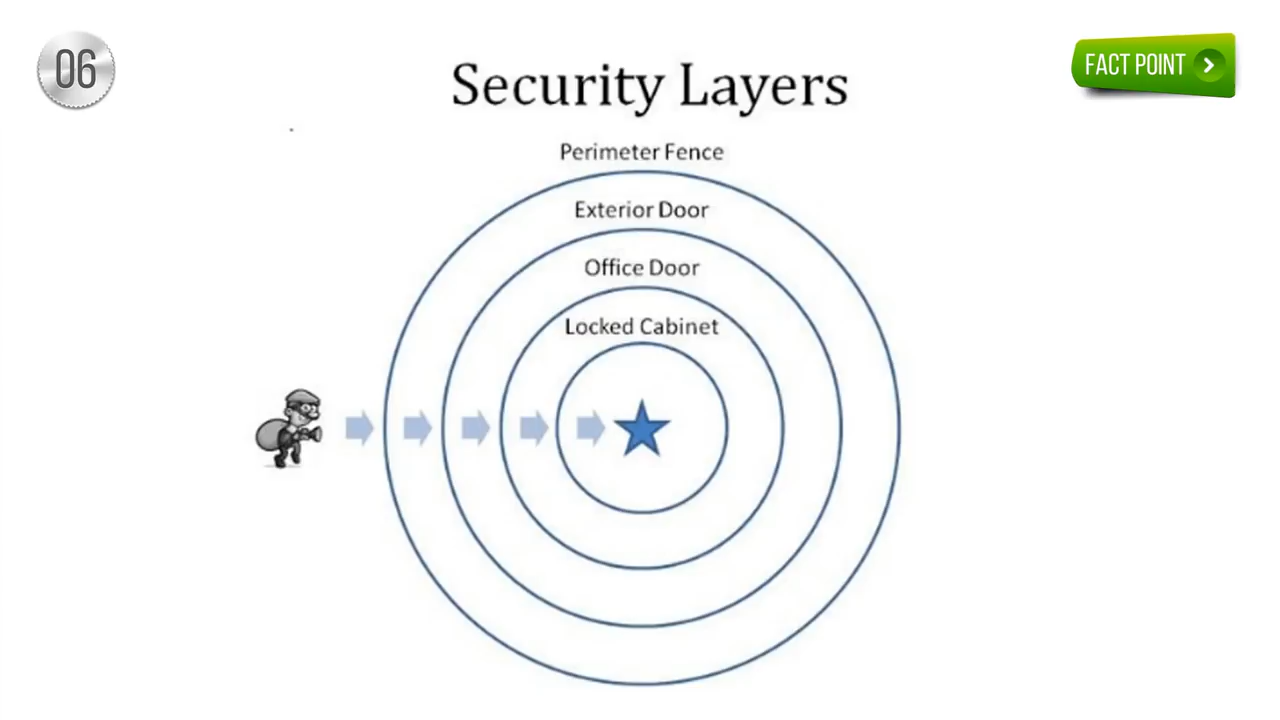 06
FACT POINT
Security Layers
Perimeter Fence
Exterior Door
Office Door
Locked Cabinet